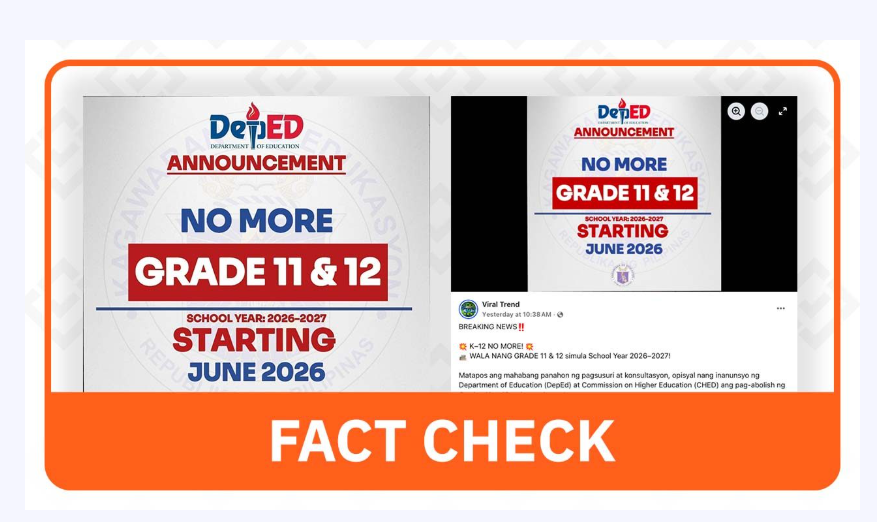 DepED
DEPARTMENT OF EDUCATION
ANNOUNCEMENT
NO MORE
GRADE 11 & 12
SCHOOL YEAR: 2026-2027
STARTING
JUNE 2026
DepED
DEPARTMENT OF EDUCATION
ANNOUNCEMENT
NO MORE
GRADE 11 & 12
SCHOOL YEAR: 2026-2027
STARTING
JUNE 2026
Viral Trend
Yesterday at 10:38 AM ·
BREAKING NEWS‼️
💥 K–12 NO MORE! 💥
WALA NANG GRADE 11 & 12 simula School Year 2026–2027!
Matapos ang mahabang panahon ng pagsusuri at konsultasyon, opisyal nang inanunsyo ng
Department of Education (DepEd) at Commission on Higher Education (CHED) ang pag-abolish ng
FACT CHECK